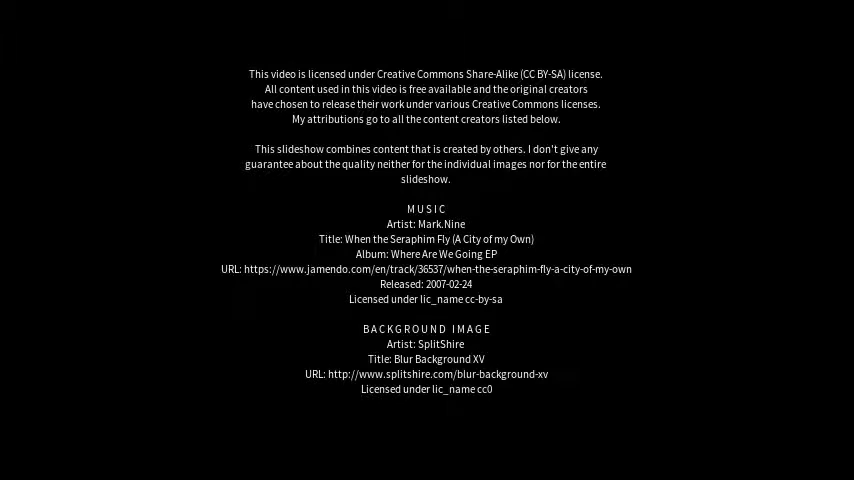 This video is licensed under Creative Commons Share-Alike (CC BY-SA) license.
All content used in this video is free available and the original creators
have chosen to release their work under various Creative Commons licenses.
My attributions go to all the content creators listed below.
This slideshow combines content that is created by others. I don't give any
guarantee about the quality neither for the individual images nor for the entire
slideshow.
MUSIC
Artist: Mark.Nine
Title: When the Seraphim Fly (A City of my Own)
Album: Where Are We Going EP
URL: https://www.jamendo.com/en/track/36537/when-the-seraphim-fly-a-city-of-my-own
Released: 2007-02-24
Licensed under lic_name cc-by-sa
BACKGROUND IMAGE
Artist: SplitShire
Title: Blur Background XV
URL: http://www.splitshire.com/blur-background-xv
Licensed under lic_name cc0